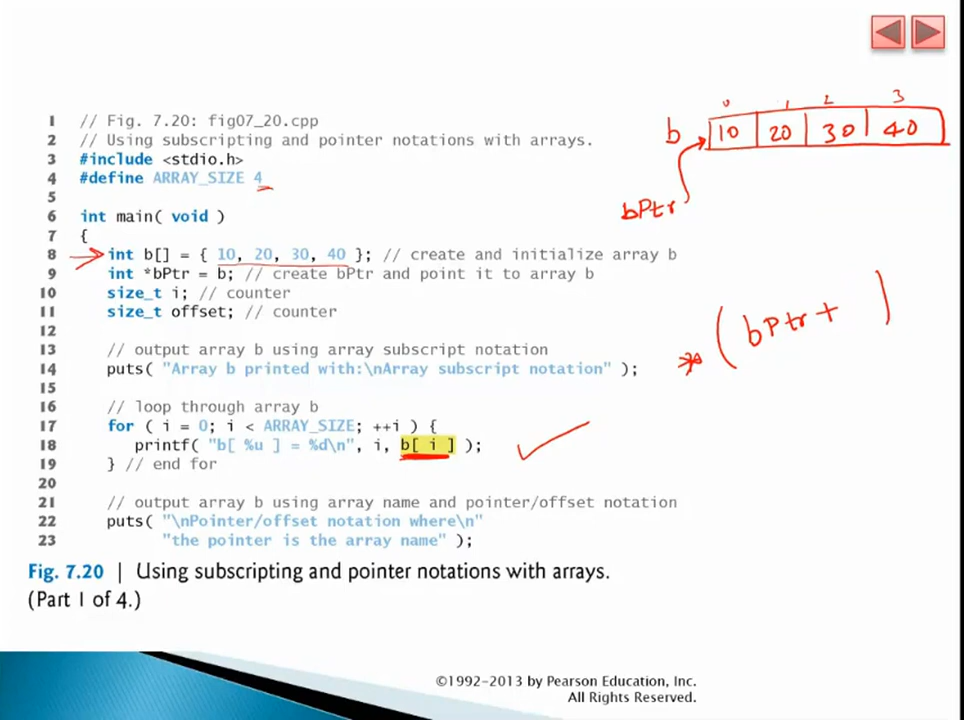 0 1 2 3
b 10 20 30 40
bPtr
1 // Fig. 7.20: fig07_20.cpp
2 // Using subscripting and pointer notations with arrays.
3 #include <stdio.h>
4 #define ARRAY_SIZE 4
5
6 int main( void )
7 {
8 int b[] = { 10, 20, 30, 40 }; // create and initialize array b
9 int *bPtr = b; // create bPtr and point it to array b
10 size_t i; // counter
11 size_t offset; // counter
12
13 // output array b using array subscript notation
14 puts( "Array b printed with:\nArray subscript notation" );
*( bPtr + )
15
16 // loop through array b
17 for ( i = 0; i < ARRAY_SIZE; ++i ) {
18 printf( "b[ %u ] = %d\n", i, b[ i ] );
19 } // end for
20
21 // output array b using array name and pointer/offset notation
22 puts( "\nPointer/offset notation where\n"
23 "the pointer is the array name" );
Fig. 7.20 | Using subscripting and pointer notations with arrays.
(Part 1 of 4.)
©1992-2013 by Pearson Education, Inc.
All Rights Reserved.